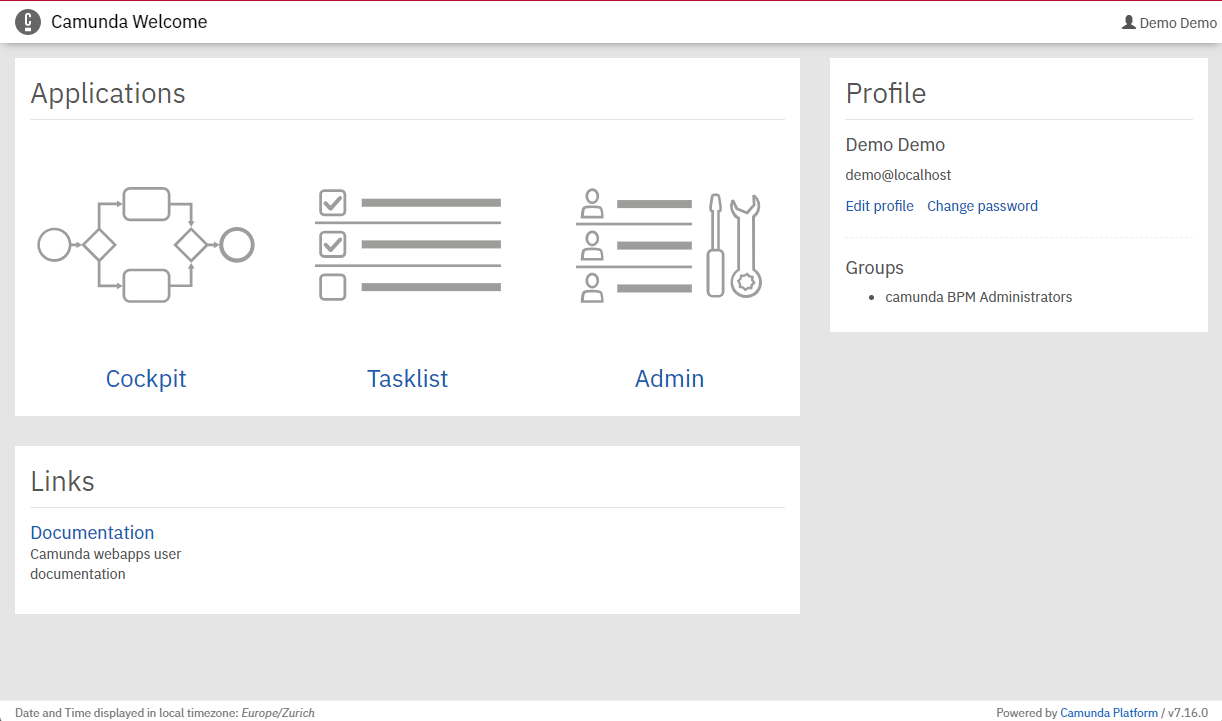 Camunda Welcome
Demo Demo
Applications
Cockpit
Tasklist
Admin
Profile
Demo Demo
demo@localhost
Edit profile Change password
Groups
camunda BPM Administrators
Links
Documentation
Camunda webapps user
documentation
Date and Time displayed in local timezone: Europe/Zurich
Powered by Camunda Platform / v7.16.0